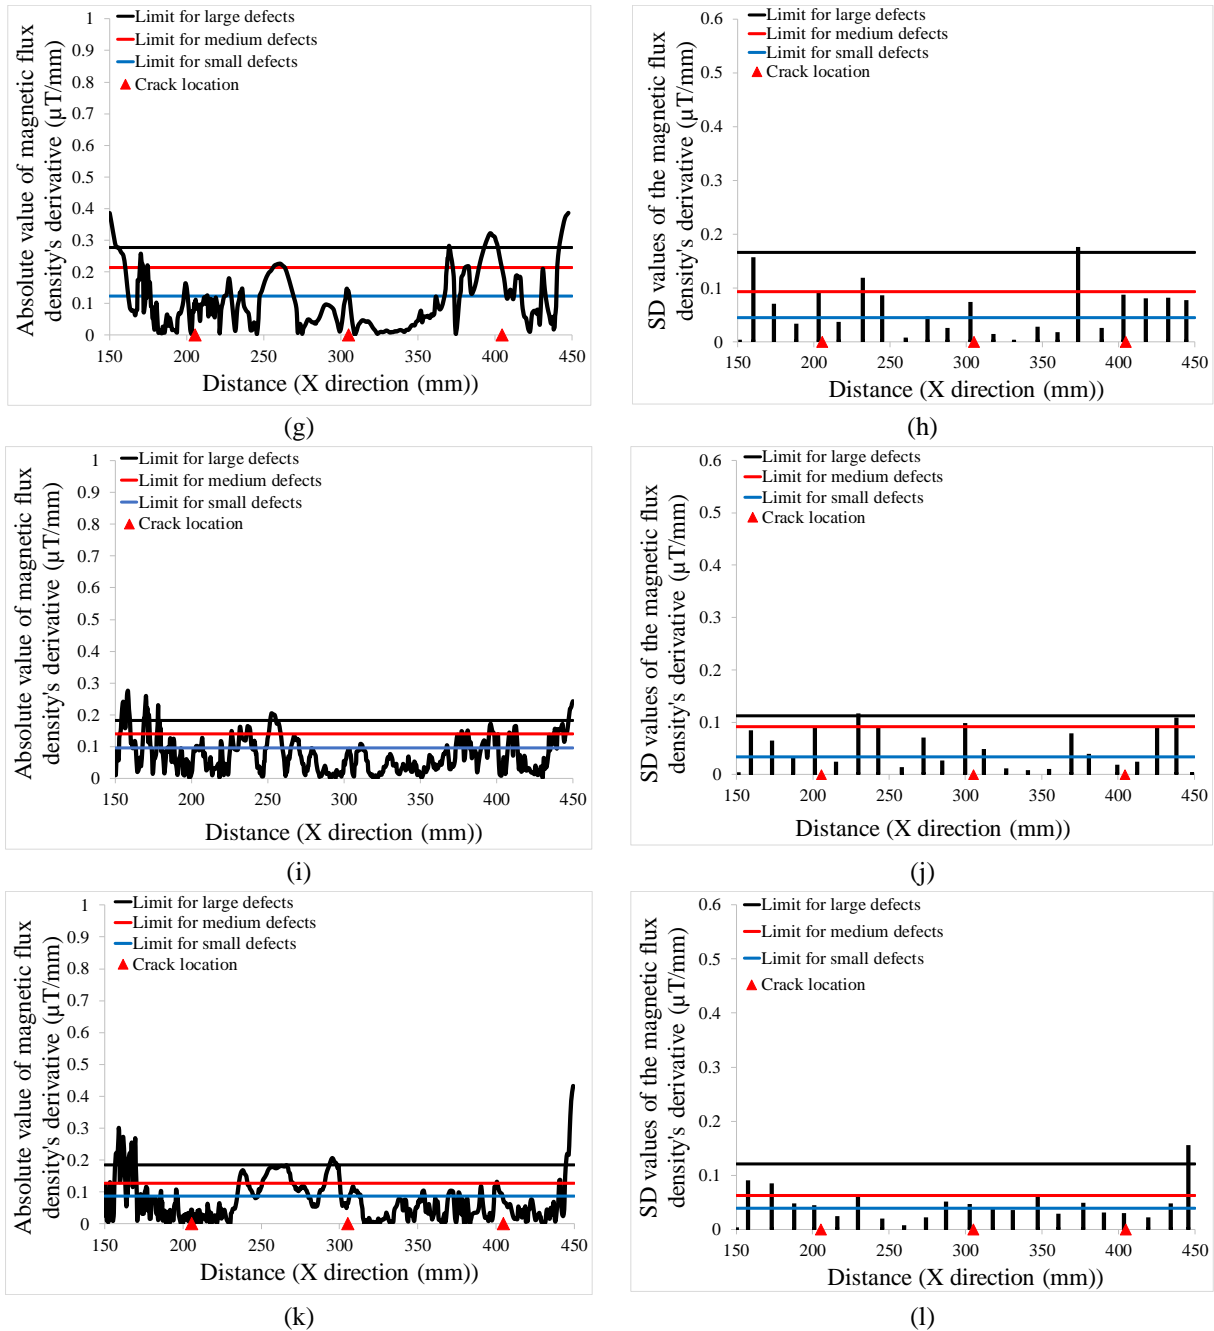 Absolute value of magnetic flux
density's derivative (µT/mm)
1
0.9
0.8
0.7
0.6
0.5
0.4
0.3
0.2
0.1
0
Limit for large defects
Limit for medium defects
Limit for small defects
Crack location
150 200 250 300 350 400 450
Distance (X direction (mm))
(g)
SD values of the magnetic flux
density's derivative (µT/mm)
0.6
0.5
0.4
0.3
0.2
0.1
0
Limit for large defects
Limit for medium defects
Limit for small defects
Crack location
150 200 250 300 350 400 450
Distance (X direction (mm))
(h)
Absolute value of magnetic flux
density's derivative (µT/mm)
1
0.9
0.8
0.7
0.6
0.5
0.4
0.3
0.2
0.1
0
Limit for large defects
Limit for medium defects
Limit for small defects
Crack location
150 200 250 300 350 400 450
Distance (X direction (mm))
(i)
SD values of the magnetic flux
density's derivative (µT/mm)
0.6
0.5
0.4
0.3
0.2
0.1
0
Limit for large defects
Limit for medium defects
Limit for small defects
Crack location
150 200 250 300 350 400 450
Distance (X direction (mm))
(j)
Absolute value of magnetic flux
density's derivative (µT/mm)
1
0.9
0.8
0.7
0.6
0.5
0.4
0.3
0.2
0.1
0
Limit for large defects
Limit for medium defects
Limit for small defects
Crack location
150 200 250 300 350 400 450
Distance (X direction (mm))
(k)
SD values of the magnetic flux
density's derivative (µT/mm)
0.6
0.5
0.4
0.3
0.2
0.1
0
Limit for large defects
Limit for medium defects
Limit for small defects
Crack location
150 200 250 300 350 400 450
Distance (X direction (mm))
(l)